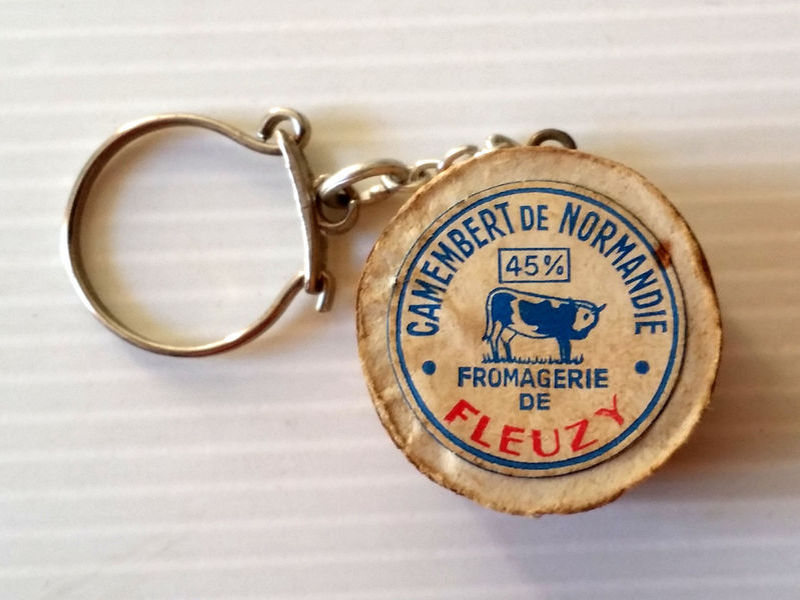 CAMEMBERT DE NORMANDIE
45%
FROMAGERIE
DE
FLEUZY